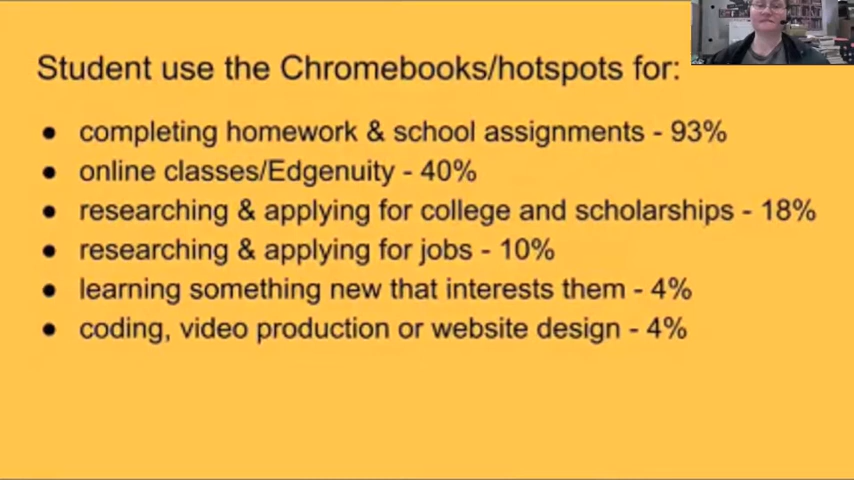 Student use the Chromebooks/hotspots for:
● completing homework & school assignments - 93%
● online classes/Edgenuity - 40%
● researching & applying for college and scholarships - 18%
● researching & applying for jobs - 10%
● learning something new that interests them - 4%
● coding, video production or website design - 4%